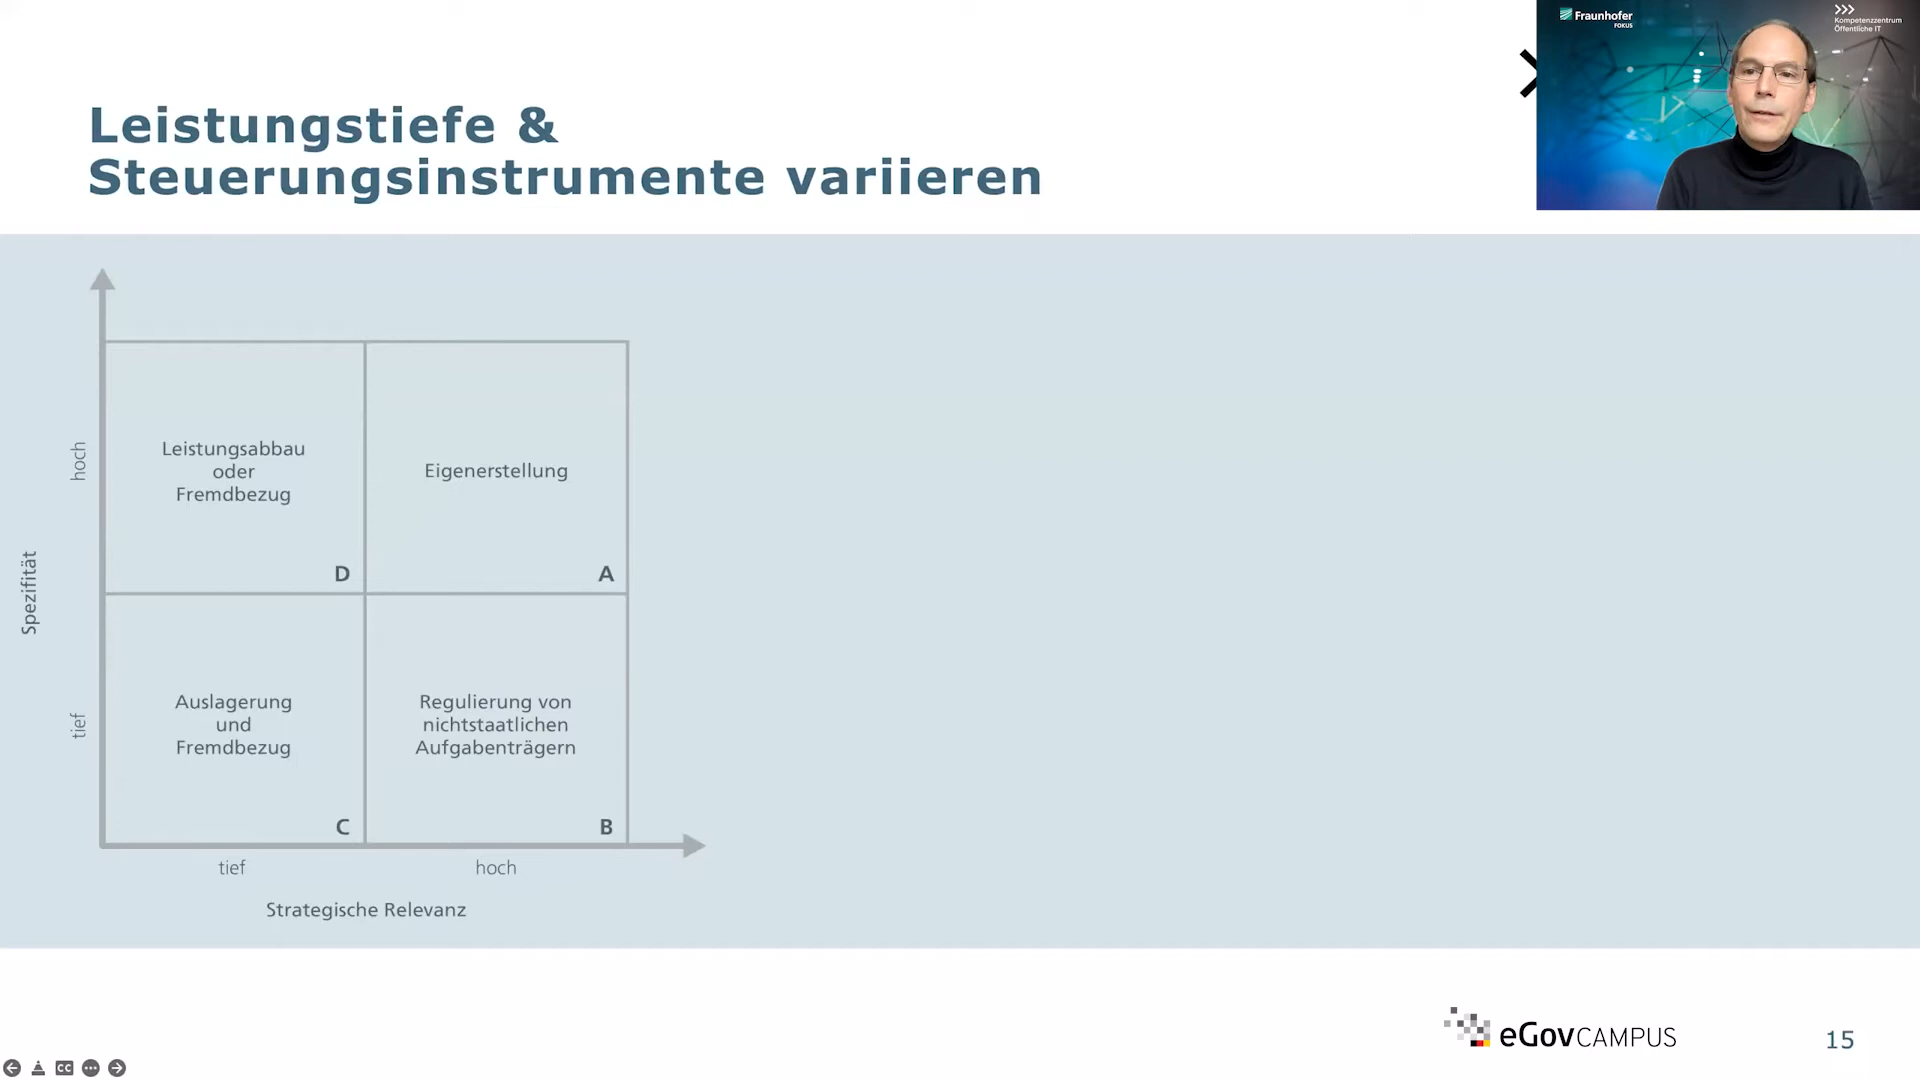 Fraunhofer
FOKUS
Kompetenzzentrum
Öffentliche IT
Leistungstiefe &
Steuerungsinstrumente variieren
Spezifität
hoch
tief
Leistungsabbau
oder
Fremdbezug
D
Eigenerstellung
A
Auslagerung
und
Fremdbezug
C
Regulierung von
nichtstaatlichen
Aufgabenträgern
B
tief
hoch
Strategische Relevanz
eGovCAMPUS
15
CC